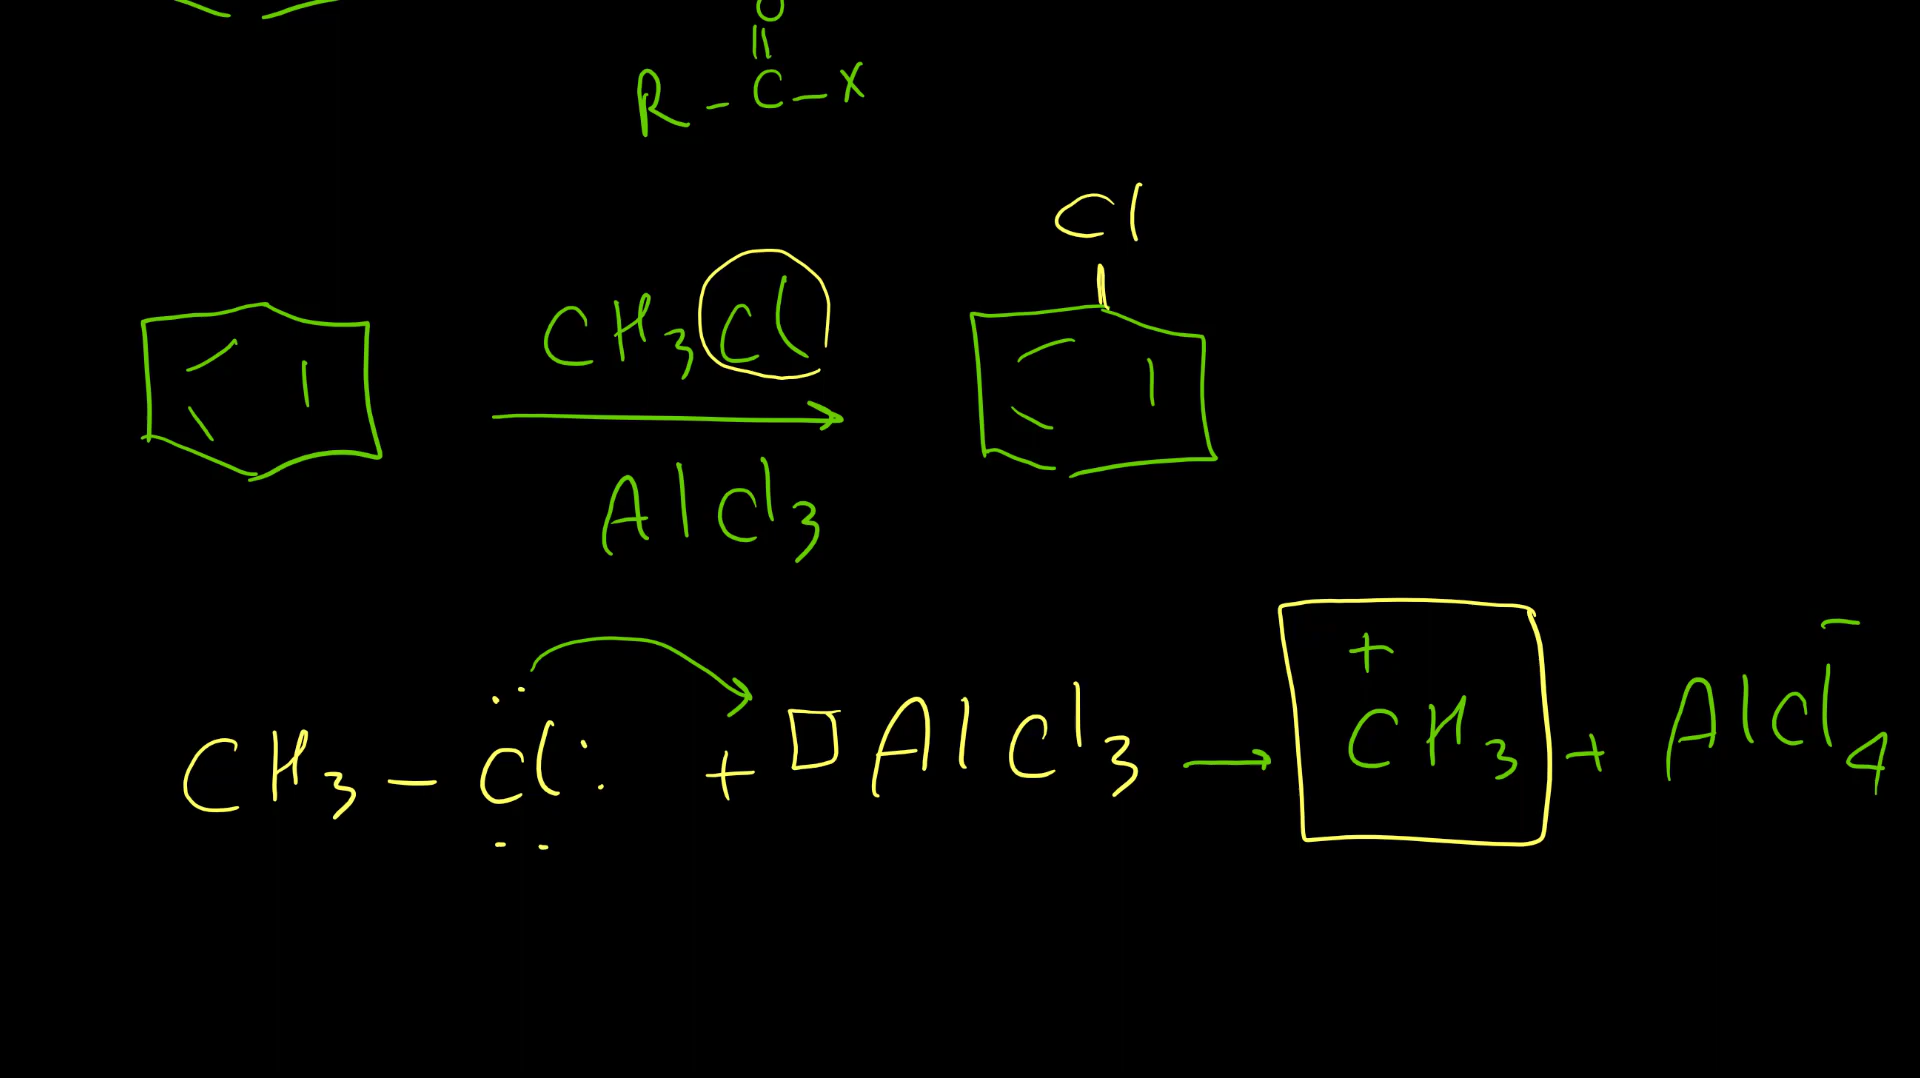 O
R - C - X
Cl
CH3Cl
AlCl3
CH3 - Cl: + AlCl3 → +CH3 + AlCl4-